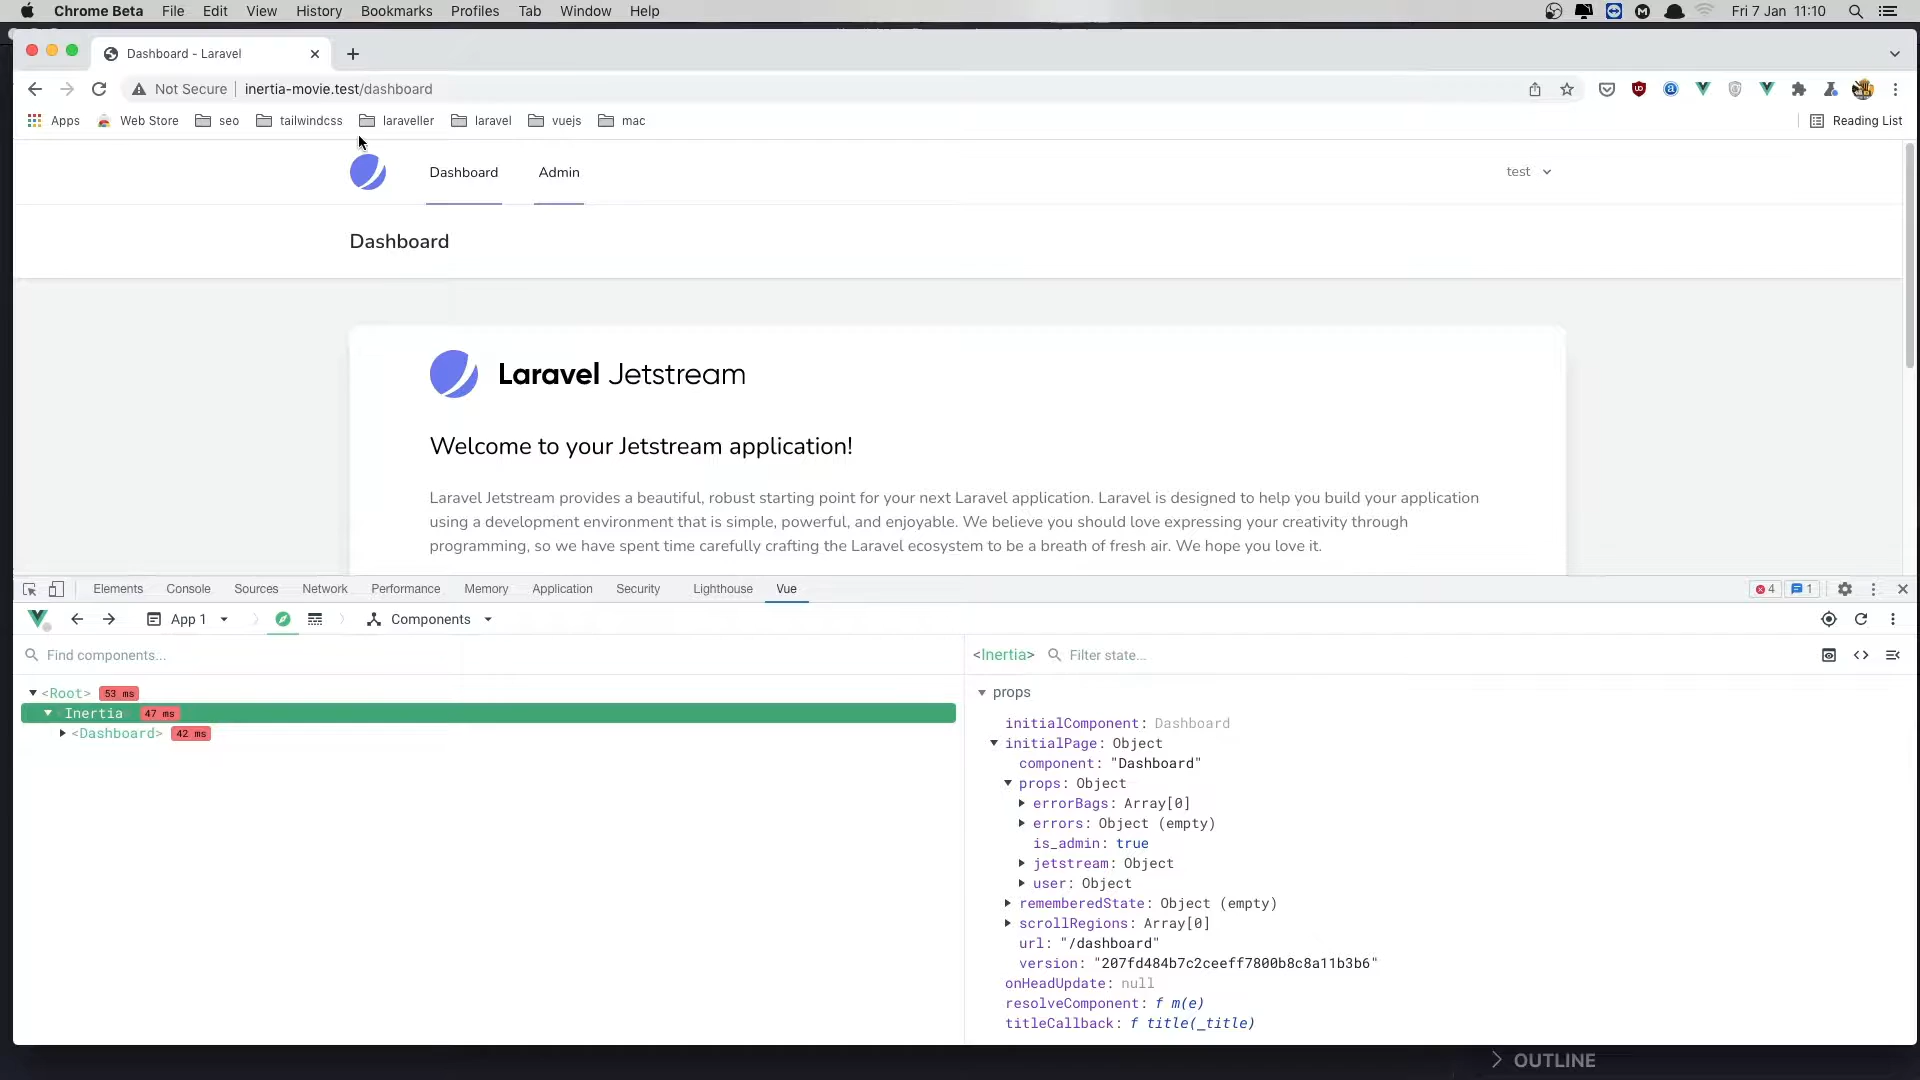 Chrome Beta File Edit View History Bookmarks Profiles Tab Window Help Fri 7 Jan 11:10
Dashboard - Laravel
Not Secure inertia-movie.test/dashboard
Apps Web Store seo tailwindcss laraveller laravel vuejs mac Reading List
Dashboard Admin test
Dashboard
Laravel Jetstream
Welcome to your Jetstream application!
Laravel Jetstream provides a beautiful, robust starting point for your next Laravel application. Laravel is designed to help you build your application
using a development environment that is simple, powerful, and enjoyable. We believe you should love expressing your creativity through
programming, so we have spent time carefully crafting the Laravel ecosystem to be a breath of fresh air. We hope you love it.
Elements Console Sources Network Performance Memory Application Security Lighthouse Vue 4 1
App 1 Components
Find components...
<Root> 53 ms
Inertia 47 ms
<Dashboard> 42 ms
<Inertia> Filter state...
props
initialComponent: Dashboard
initialPage: Object
component: "Dashboard"
props: Object
errorBags: Array[0]
errors: Object (empty)
is_admin: true
jetstream: Object
user: Object
rememberedState: Object (empty)
scrollRegions: Array[0]
url: "/dashboard"
version: "207fd484b7c2ceeff7800b8c8a11b3b6"
onHeadUpdate: null
resolveComponent: f m(e)
titleCallback: f title(_title)
OUTLINE